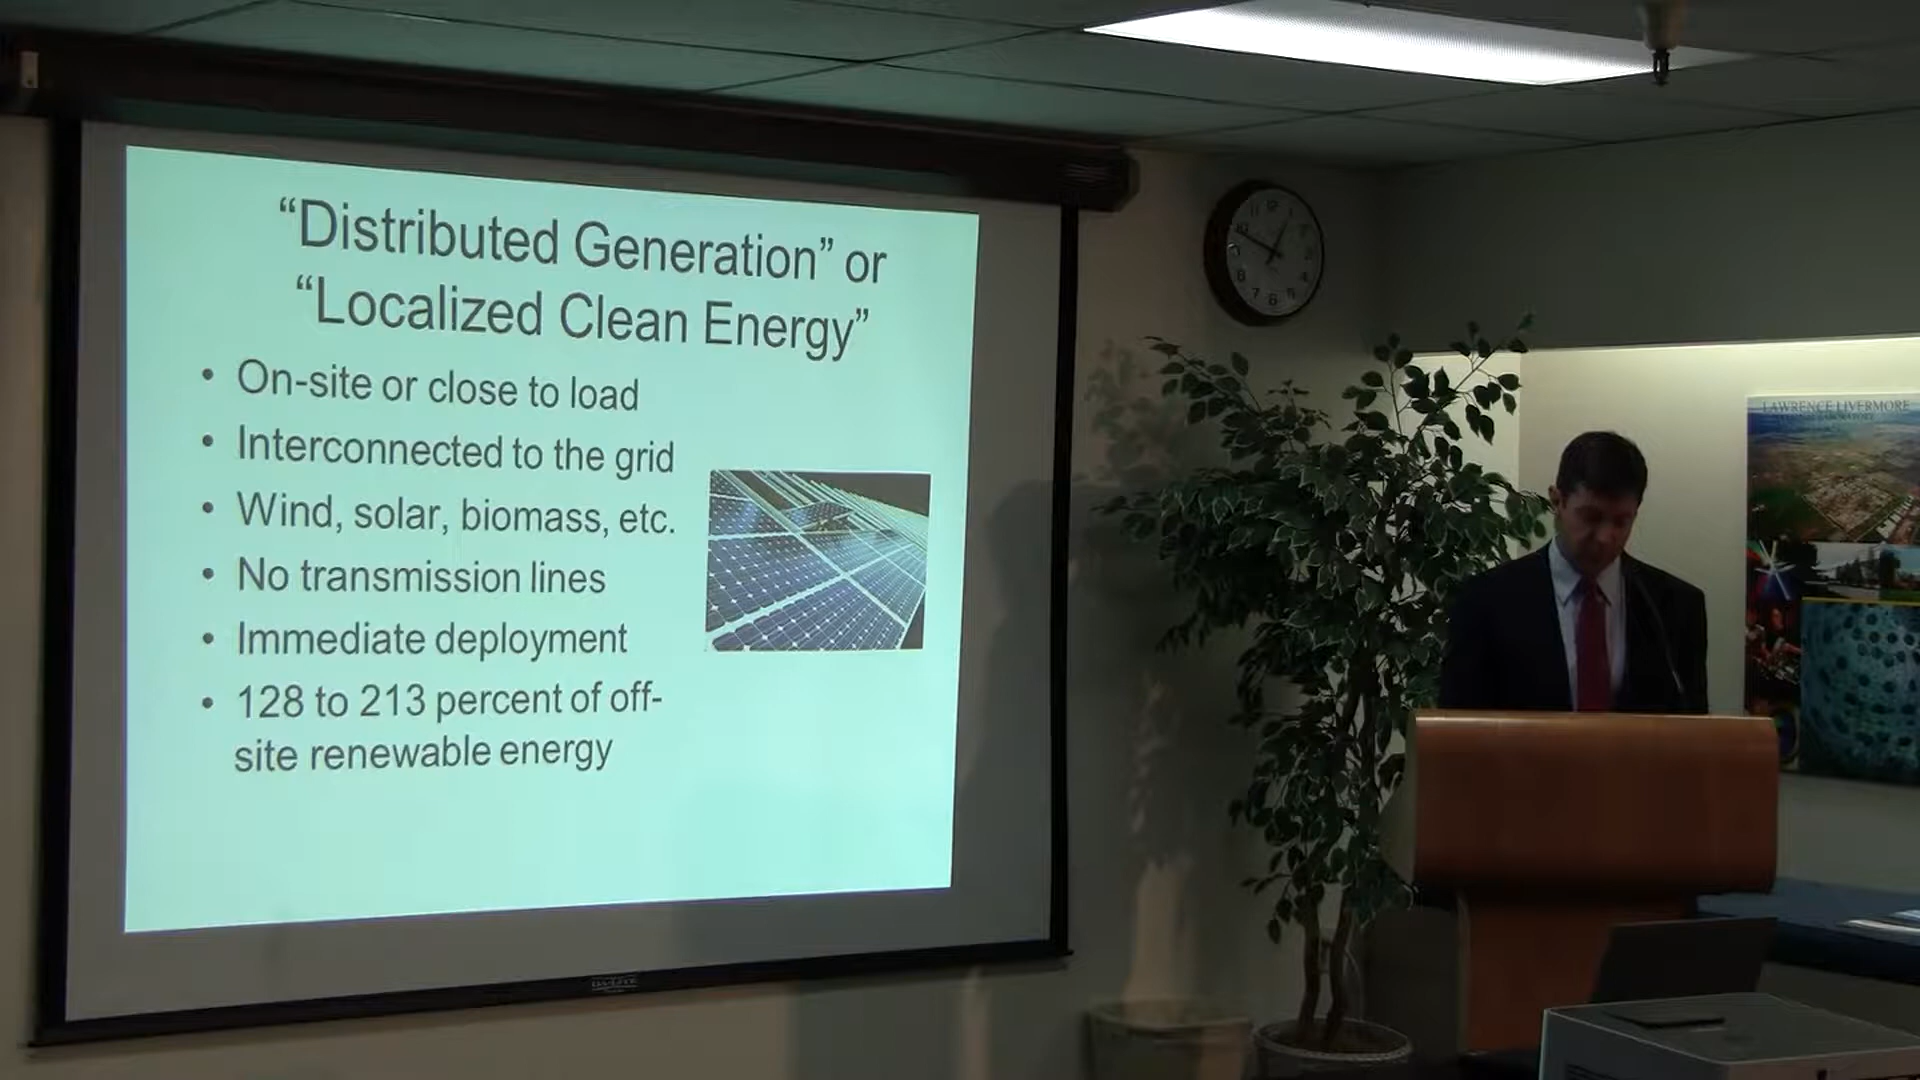 “Distributed Generation” or
“Localized Clean Energy”
• On-site or close to load
• Interconnected to the grid
• Wind, solar, biomass, etc.
• No transmission lines
• Immediate deployment
• 128 to 213 percent of off-
site renewable energy
LAWRENCE LIVERMORE